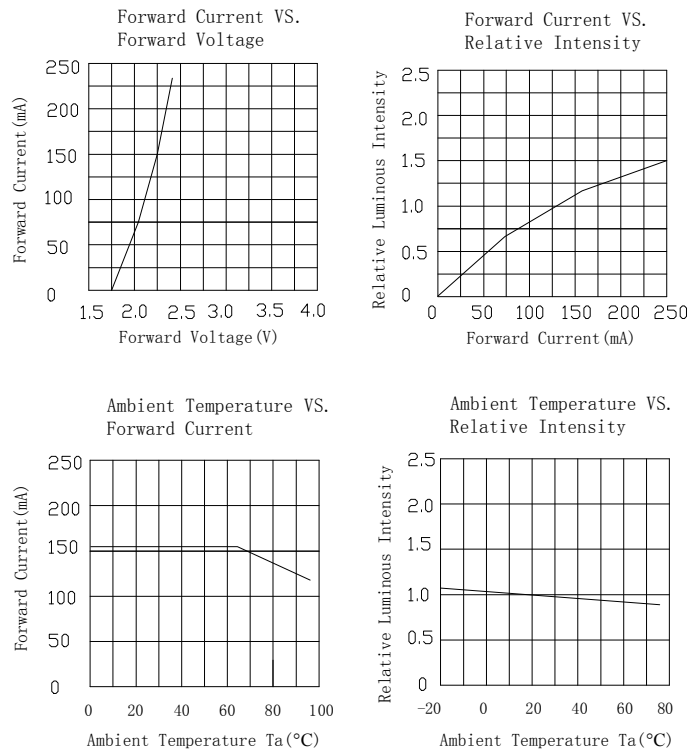 Forward Current VS.
Forward Voltage
250
200
150
100
50
0
Forward Current(mA)
1.5 2.0 2.5 3.0 3.5 4.0
Forward Voltage(V)
Forward Current VS.
Relative Intensity
2.5
2.0
1.5
1.0
0.5
0
Relative Luminous Intensity
0 50 100 150 200 250
Forward Current(mA)
Ambient Temperature VS.
Forward Current
250
200
150
100
50
0
Forward Current(mA)
0 20 40 60 80 100
Ambient Temperature Ta(°C)
Ambient Temperature VS.
Relative Intensity
2.5
2.0
1.5
1.0
0.5
0
Relative Luminous Intensity
-20 0 20 40 60 80
Ambient Temperature Ta(°C)